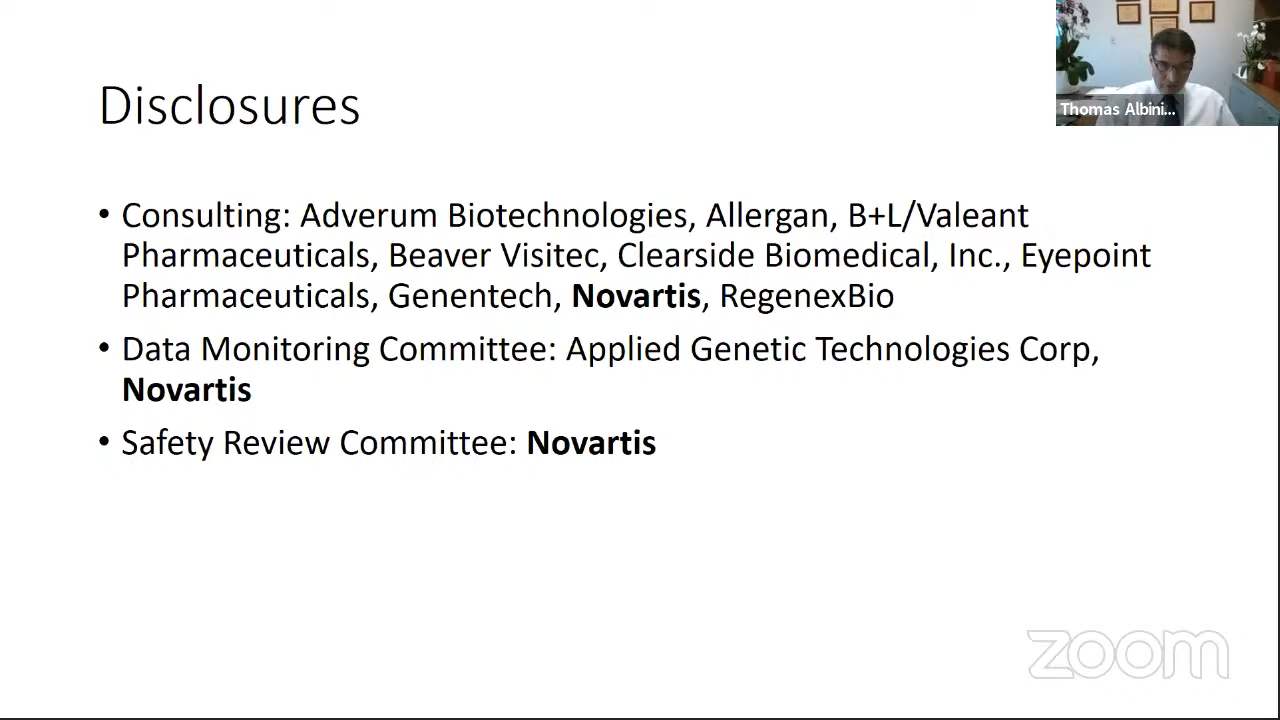 Disclosures
Thomas Albini...
• Consulting: Adverum Biotechnologies, Allergan, B+L/Valeant
Pharmaceuticals, Beaver Visitec, Clearside Biomedical, Inc., Eyepoint
Pharmaceuticals, Genentech, Novartis, RegenexBio
• Data Monitoring Committee: Applied Genetic Technologies Corp,
Novartis
• Safety Review Committee: Novartis
zoom